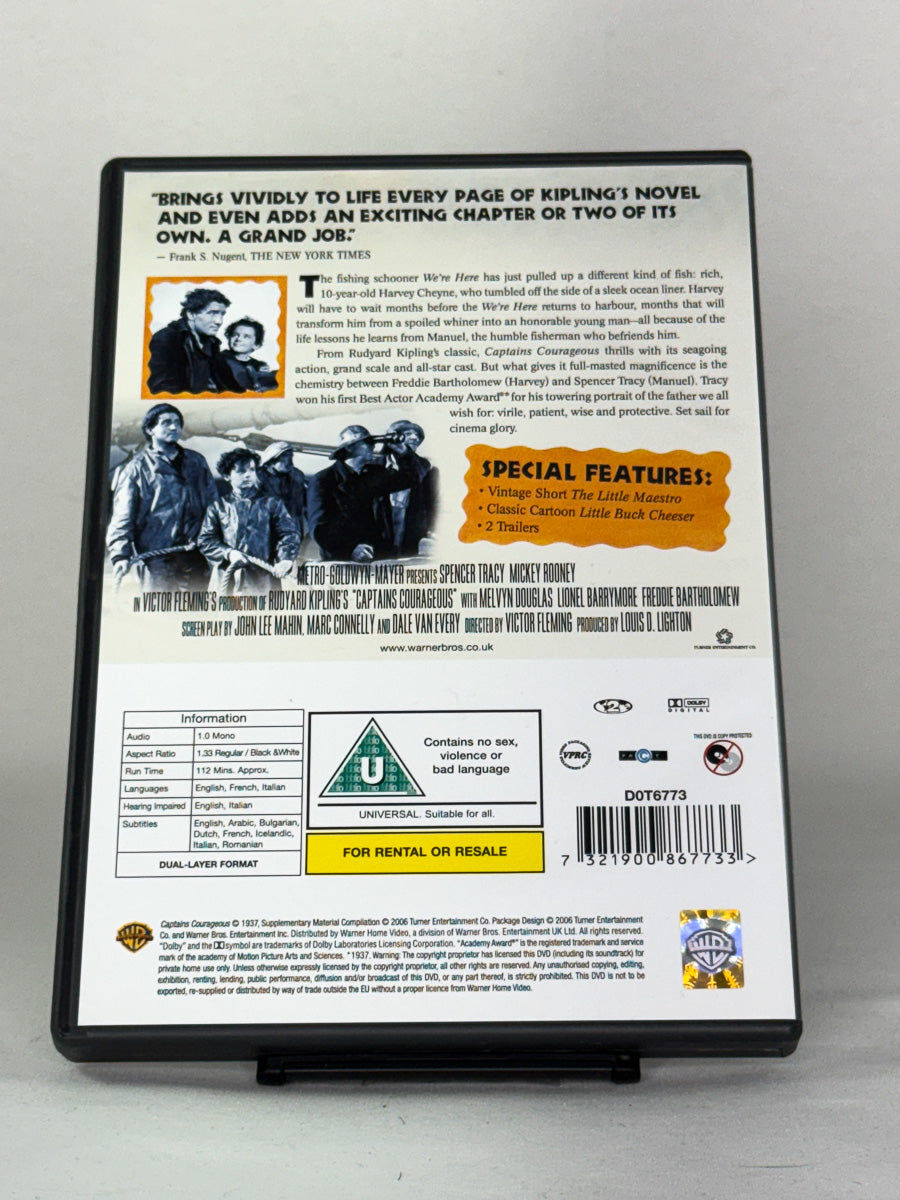 "BRINGS VIVIDLY TO LIFE EVERY PAGE OF KIPLING'S NOVEL
AND EVEN ADDS AN EXCITING CHAPTER OR TWO OF ITS
OWN. A GRAND JOB."
— Frank S. Nugent, THE NEW YORK TIMES
The fishing schooner We're Here has just pulled up a different kind of fish: rich,
10-year-old Harvey Cheyne, who tumbled off the side of a sleek ocean liner. Harvey
will have to wait months before the We're Here returns to harbour, months that will
transform him from a spoiled whiner into an honorable young man—all because of the
life lessons he learns from Manuel, the humble fisherman who befriends him.
From Rudyard Kipling's classic, Captains Courageous thrills with its seagoing
action, grand scale and all-star cast. But what gives it full-masted magnificence is the
chemistry between Freddie Bartholomew (Harvey) and Spencer Tracy (Manuel). Tracy
won his first Best Actor Academy Award®* for his towering portrait of the father we all
wish for: virile, patient, wise and protective. Set sail for
cinema glory.
SPECIAL FEATURES:
• Vintage Short The Little Maestro
• Classic Cartoon Little Buck Cheeser
• 2 Trailers
METRO-GOLDWYN-MAYER PRESENTS SPENCER TRACY MICKEY ROONEY
IN VICTOR FLEMING'S PRODUCTION OF RUDYARD KIPLING'S "CAPTAINS COURAGEOUS" WITH MELVYN DOUGLAS LIONEL BARRYMORE FREDDIE BARTHOLOMEW
SCREEN PLAY BY JOHN LEE MAHIN, MARC CONNELLY AND DALE VAN EVERY DIRECTED BY VICTOR FLEMING PRODUCED BY LOUIS D. LIGHTON
www.warnerbros.co.uk
TURNER ENTERTAINMENT CO.
Information
Audio 1.0 Mono
Aspect Ratio 1.33 Regular / Black &White
Run Time 112 Mins. Approx.
Languages English, French, Italian
Hearing Impaired English, Italian
Subtitles English, Arabic, Bulgarian,
Dutch, French, Icelandic,
Italian, Romanian
DUAL-LAYER FORMAT
U
Contains no sex,
violence or
bad language
UNIVERSAL. Suitable for all.
FOR RENTAL OR RESALE
2
DOLBY
DIGITAL
VPRC
THIS DVD IS COPY PROTECTED
D0T6773
7 321900 867733 >
Captains Courageous © 1937, Supplementary Material Compilation © 2006 Turner Entertainment Co. Package Design © 2006 Turner Entertainment
Co. and Warner Bros. Entertainment Inc. Distributed by Warner Home Video, a division of Warner Bros. Entertainment UK Ltd. All rights reserved.
"Dolby" and the DD symbol are trademarks of Dolby Laboratories Licensing Corporation. "Academy Award®" is the registered trademark and service
mark of the academy of Motion Picture Arts and Sciences. *1937. Warning: The copyright proprietor has licensed this DVD (including its soundtrack) for
private home use only. Unless otherwise expressly licensed by the copyright proprietor, all other rights are reserved. Any unauthorised copying, editing,
exhibition, renting, lending, public performance, diffusion and/or broadcast of this DVD, or any part thereof, is strictly prohibited. This DVD is not to be
exported, re-supplied or distributed by way of trade outside the EU without a proper licence from Warner Home Video.